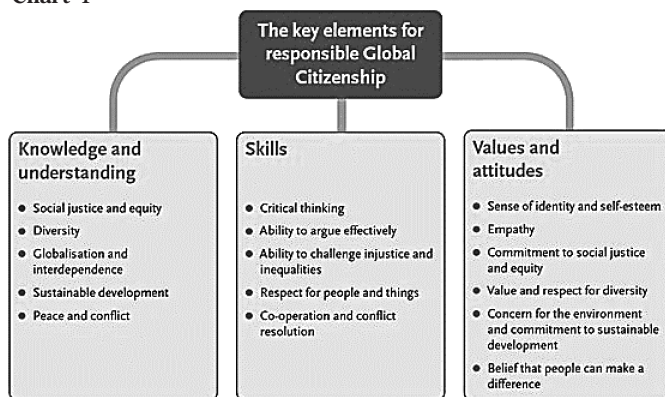 Chart 1
The key elements for
responsible Global
Citizenship
Knowledge and
understanding
● Social justice and equity
● Diversity
● Globalisation and
interdependence
● Sustainable development
● Peace and conflict
Skills
● Critical thinking
● Ability to argue effectively
● Ability to challenge injustice and
inequalities
● Respect for people and things
● Co-operation and conflict
resolution
Values and
attitudes
● Sense of identity and self-esteem
● Empathy
● Commitment to social justice
and equity
● Value and respect for diversity
● Concern for the environment
and commitment to sustainable
development
● Belief that people can make a
difference